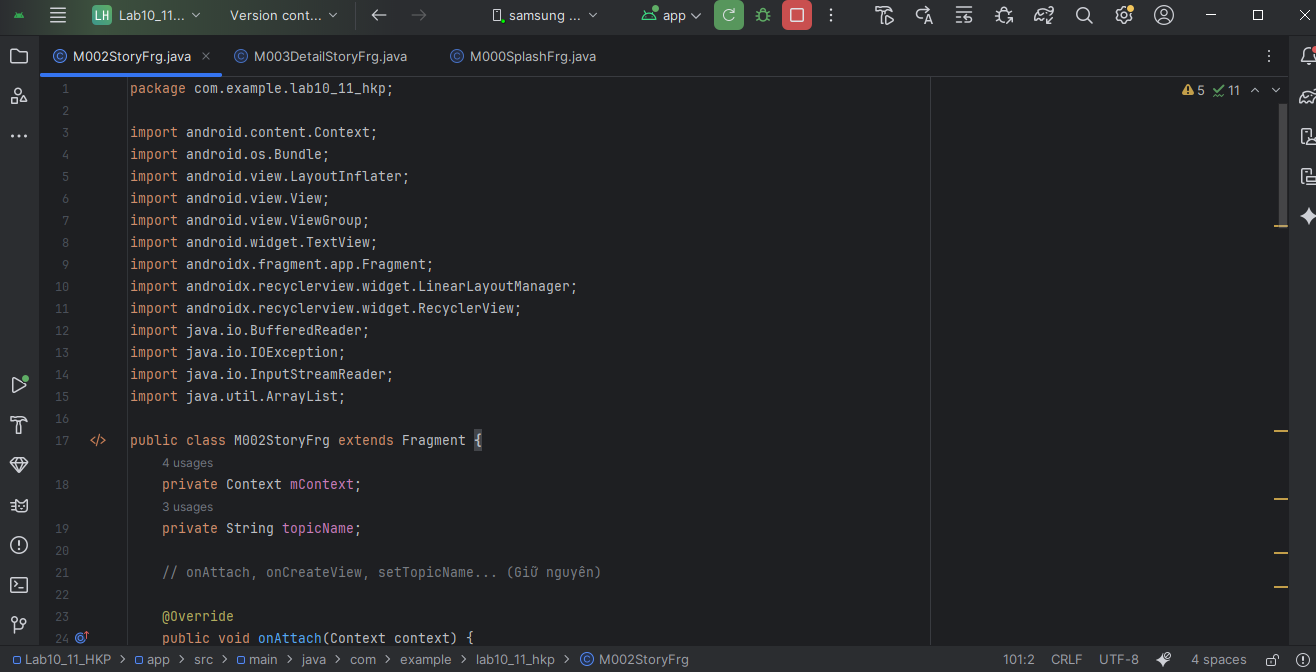 LH Lab10_11... Version cont... samsung ... app
M002StoryFrg.java M003DetailStoryFrg.java M000SplashFrg.java
5 11
1 package com.example.lab10_11_hkp;
2
3 import android.content.Context;
4 import android.os.Bundle;
5 import android.view.LayoutInflater;
6 import android.view.View;
7 import android.view.ViewGroup;
8 import android.widget.TextView;
9 import androidx.fragment.app.Fragment;
10 import androidx.recyclerview.widget.LinearLayoutManager;
11 import androidx.recyclerview.widget.RecyclerView;
12 import java.io.BufferedReader;
13 import java.io.IOException;
14 import java.io.InputStreamReader;
15 import java.util.ArrayList;
16
17 </> public class M002StoryFrg extends Fragment {
4 usages
18 private Context mContext;
3 usages
19 private String topicName;
20
21 // onAttach, onCreateView, setTopicName... (Giữ nguyên)
22
23 @Override
24 public void onAttach(Context context) {
Lab10_11_HKP > app > src > main > java > com > example > lab10_11_hkp > M002StoryFrg 101:2 CRLF UTF-8 4 spaces